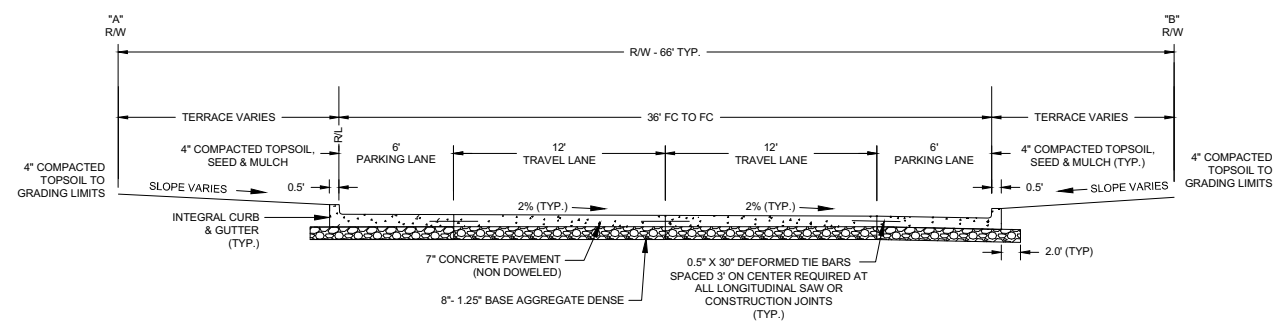 "A"
R/W
"B"
R/W
R/W - 66' TYP.
TERRACE VARIES
36' FC TO FC
TERRACE VARIES
R/L
4" COMPACTED TOPSOIL,
SEED & MULCH
6'
PARKING LANE
12'
TRAVEL LANE
12'
TRAVEL LANE
6'
PARKING LANE
4" COMPACTED TOPSOIL,
SEED & MULCH (TYP.)
4" COMPACTED
TOPSOIL TO
GRADING LIMITS
4" COMPACTED
TOPSOIL TO
GRADING LIMITS
SLOPE VARIES
0.5'
0.5'
SLOPE VARIES
2% (TYP.)
2% (TYP.)
INTEGRAL CURB
& GUTTER
(TYP.)
7" CONCRETE PAVEMENT
(NON DOWELED)
0.5" X 30" DEFORMED TIE BARS
SPACED 3' ON CENTER REQUIRED AT
ALL LONGITUDINAL SAW OR
CONSTRUCTION JOINTS
(TYP.)
2.0' (TYP)
8"- 1.25" BASE AGGREGATE DENSE